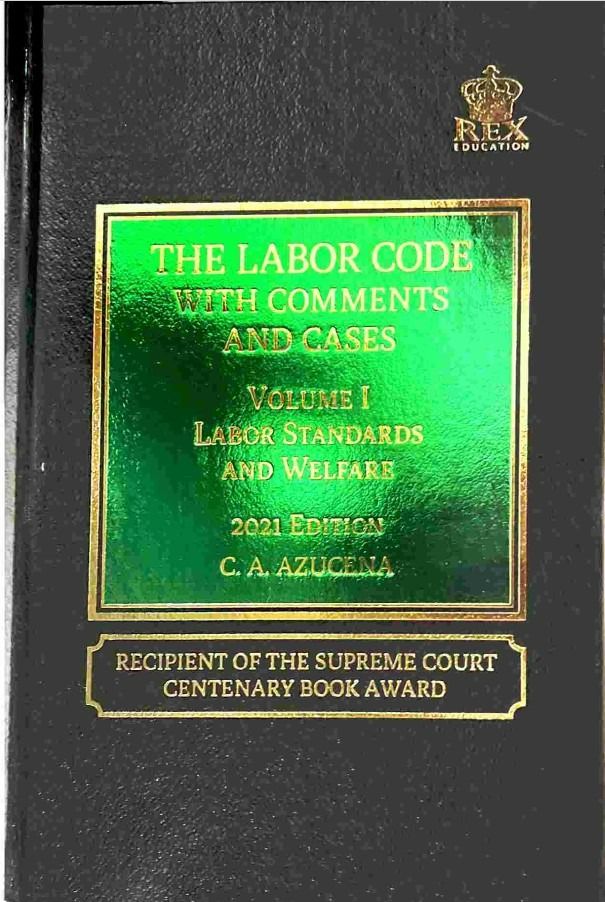 REX
EDUCATION
THE LABOR CODE
WITH COMMENTS
AND CASES
VOLUME I
LABOR STANDARDS
AND WELFARE
2021 EDITION
C. A. AZUCENA
RECIPIENT OF THE SUPREME COURT
CENTENARY BOOK AWARD